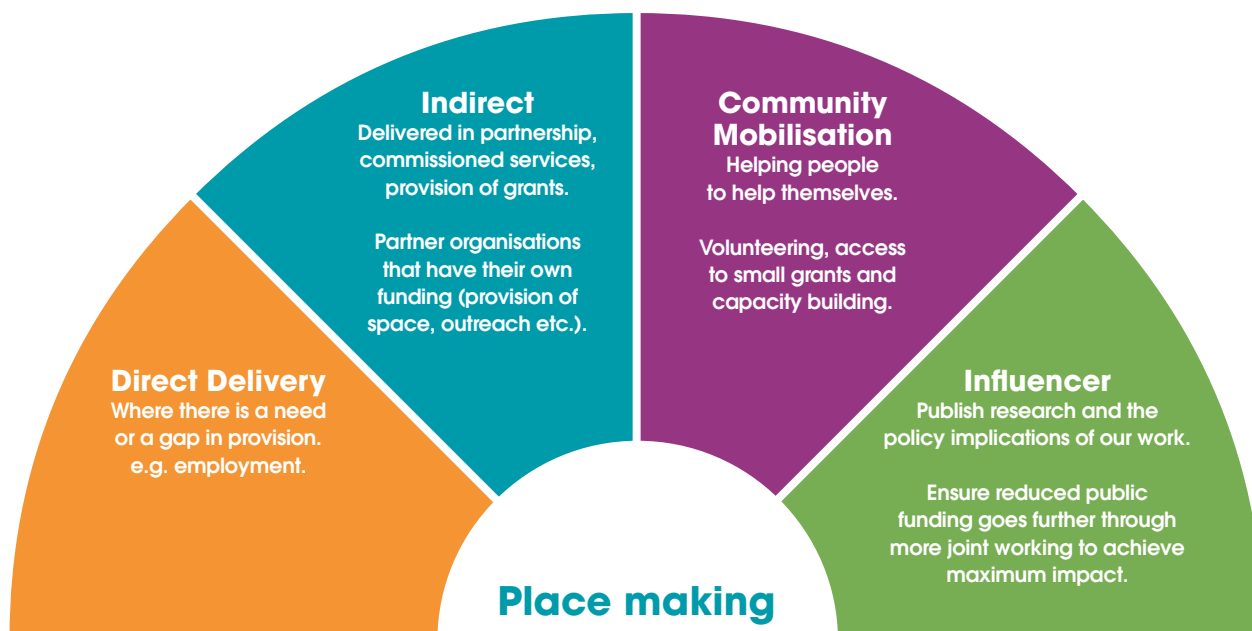 Direct Delivery
Where there is a need
or a gap in provision.
e.g. employment.
Indirect
Delivered in partnership,
commissioned services,
provision of grants.
Partner organisations
that have their own
funding (provision of
space, outreach etc.).
Community
Mobilisation
Helping people
to help themselves.
Volunteering, access
to small grants and
capacity building.
Influencer
Publish research and the
policy implications of our work.
Ensure reduced public
funding goes further through
more joint working to achieve
maximum impact.
Place making